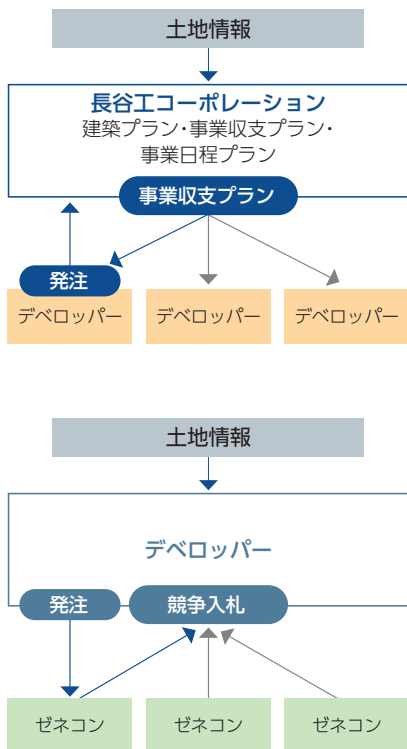 土地情報
長谷工コーポレーション
建築プラン・事業収支プラン・
事業日程プラン
事業収支プラン
発注
デベロッパー
デベロッパー
デベロッパー
土地情報
デベロッパー
発注
競争入札
ゼネコン
ゼネコン
ゼネコン